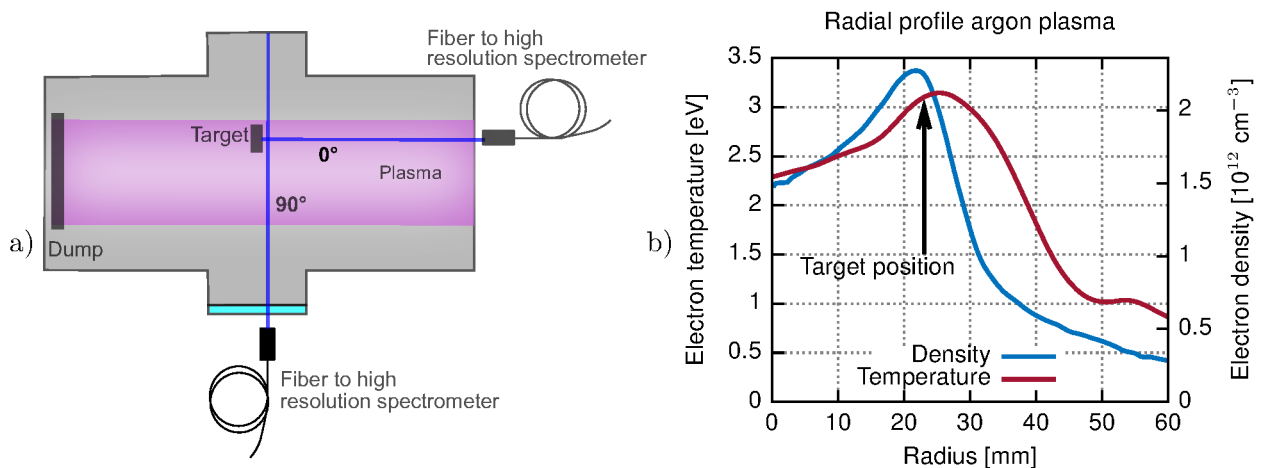 Fiber to high
resolution spectrometer
Target
0°
Plasma
90°
a)
Dump
Fiber to high
resolution spectrometer
b)
Radial profile argon plasma
Electron temperature [eV]
3.5
3
2.5
2
1.5
1
0.5
0
Target position
Density
Temperature
2
1.5
1
0.5
0
Electron density [10¹² cm⁻³]
0 10 20 30 40 50 60
Radius [mm]